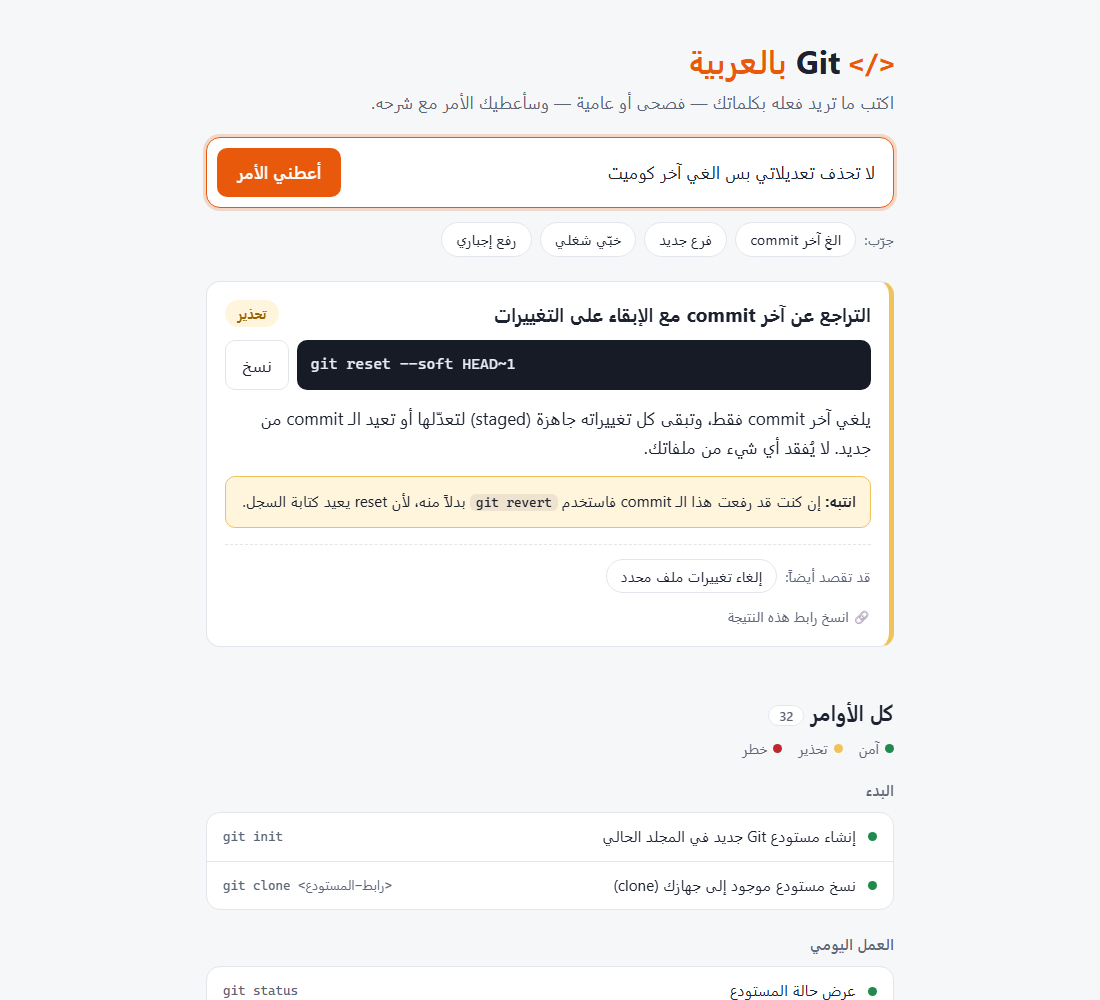 </> Git بالعربية
اكتب ما تريد فعله بكلماتك — فصحى أو عامية — وسأعطيك الأمر مع شرحه.
لا تحذف تعديلاتي بس الغي آخر كوميت
أعطني الأمر
جرّب: الغِ آخر commit فرع جديد خبّي شغلي رفع إجباري
التراجع عن آخر commit مع الإبقاء على التغييرات تحذير
git reset --soft HEAD~1 نسخ
يلغي آخر commit فقط، وتبقى كل تغييراته جاهزة (staged) لتعدّلها أو تعيد الـ commit من
جديد. لا يُفقد أي شيء من ملفاتك.
انتبه: إن كنت قد رفعت هذا الـ commit فاستخدم git revert بدلاً منه، لأن reset يعيد كتابة السجل.
قد تقصد أيضاً: إلغاء تغييرات ملف محدد
🔗 انسخ رابط هذه النتيجة
كل الأوامر 32
آمن تحذير خطر
البدء
إنشاء مستودع Git جديد في المجلد الحالي git init
نسخ مستودع موجود إلى جهازك (clone) git clone <رابط-المستودع>
العمل اليومي
عرض حالة المستودع git status